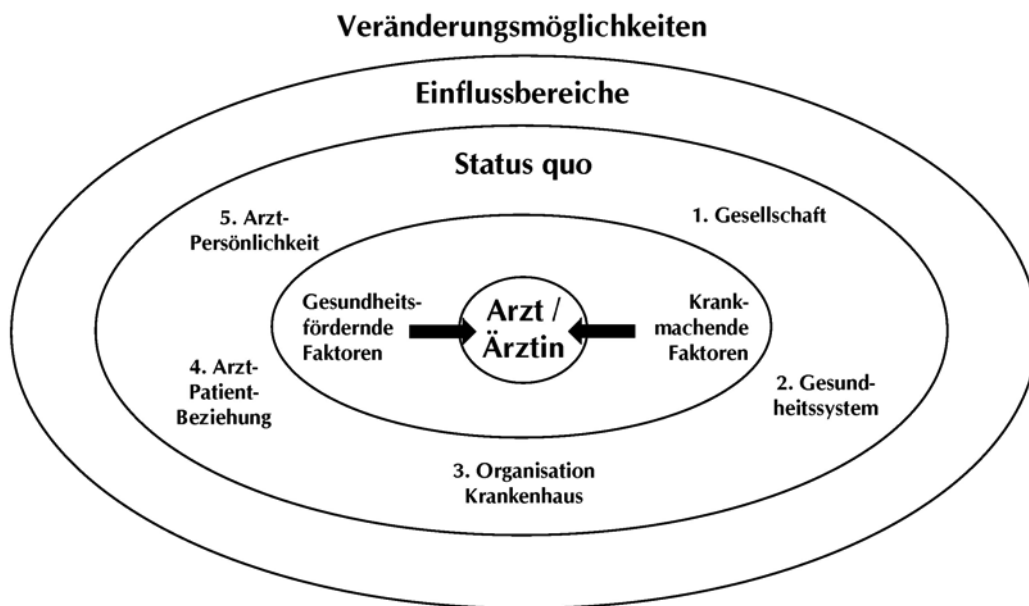 Veränderungsmöglichkeiten
Einflussbereiche
Status quo
5. Arzt-
Persönlichkeit
1. Gesellschaft
Gesundheits-
fördernde
Faktoren
Arzt /
Ärztin
Krank-
machende
Faktoren
4. Arzt-
Patient-
Beziehung
2. Gesund-
heitssystem
3. Organisation
Krankenhaus